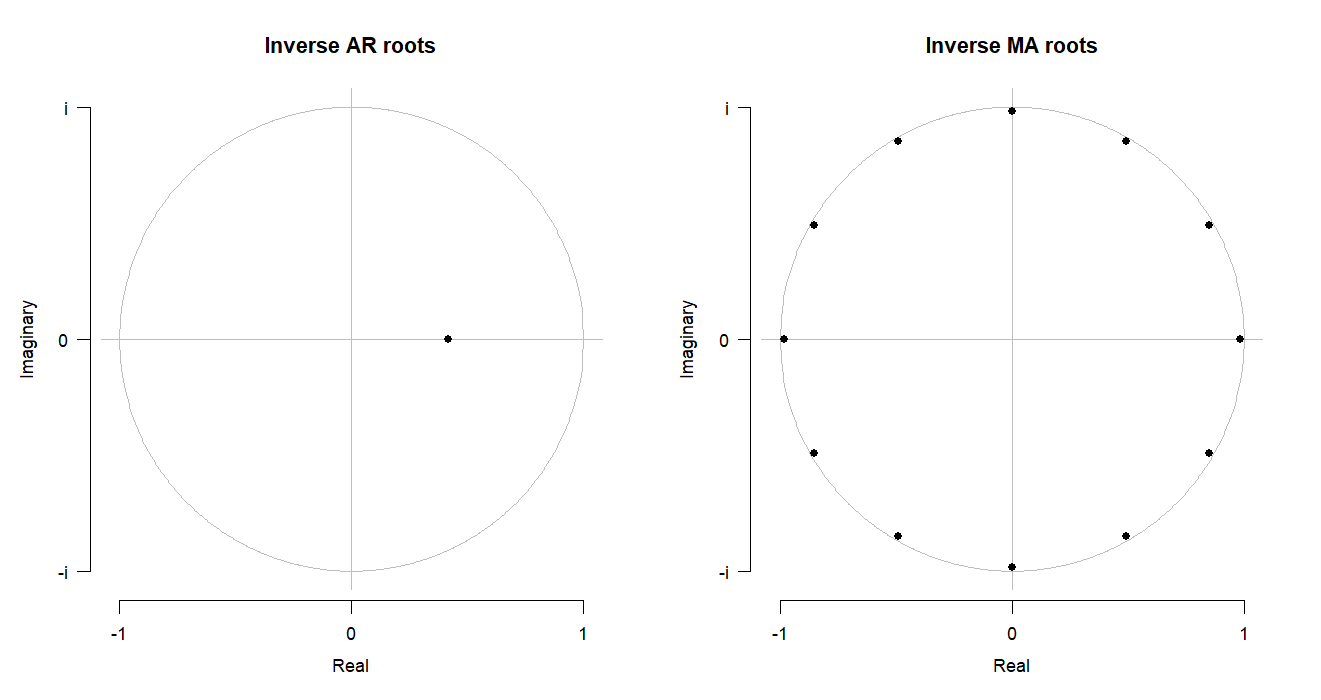 Inverse AR roots
i
0
-i
Imaginary
-1 0 1
Real
Inverse MA roots
i
0
-i
Imaginary
-1 0 1
Real